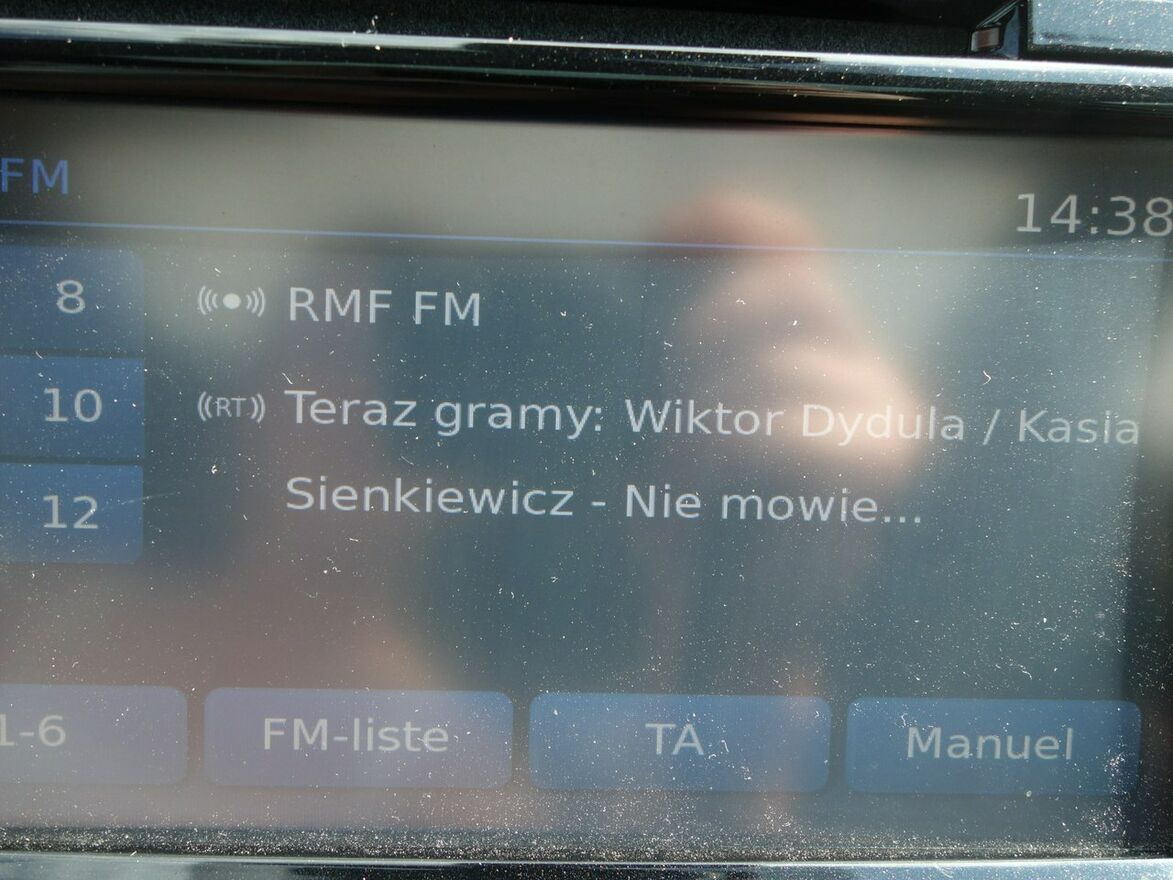 FM
14:38
8
RMF FM
10
(RT) Teraz gramy: Wiktor Dydula / Kasia
12
Sienkiewicz - Nie mowie...
1-6
FM-liste
TA
Manuel